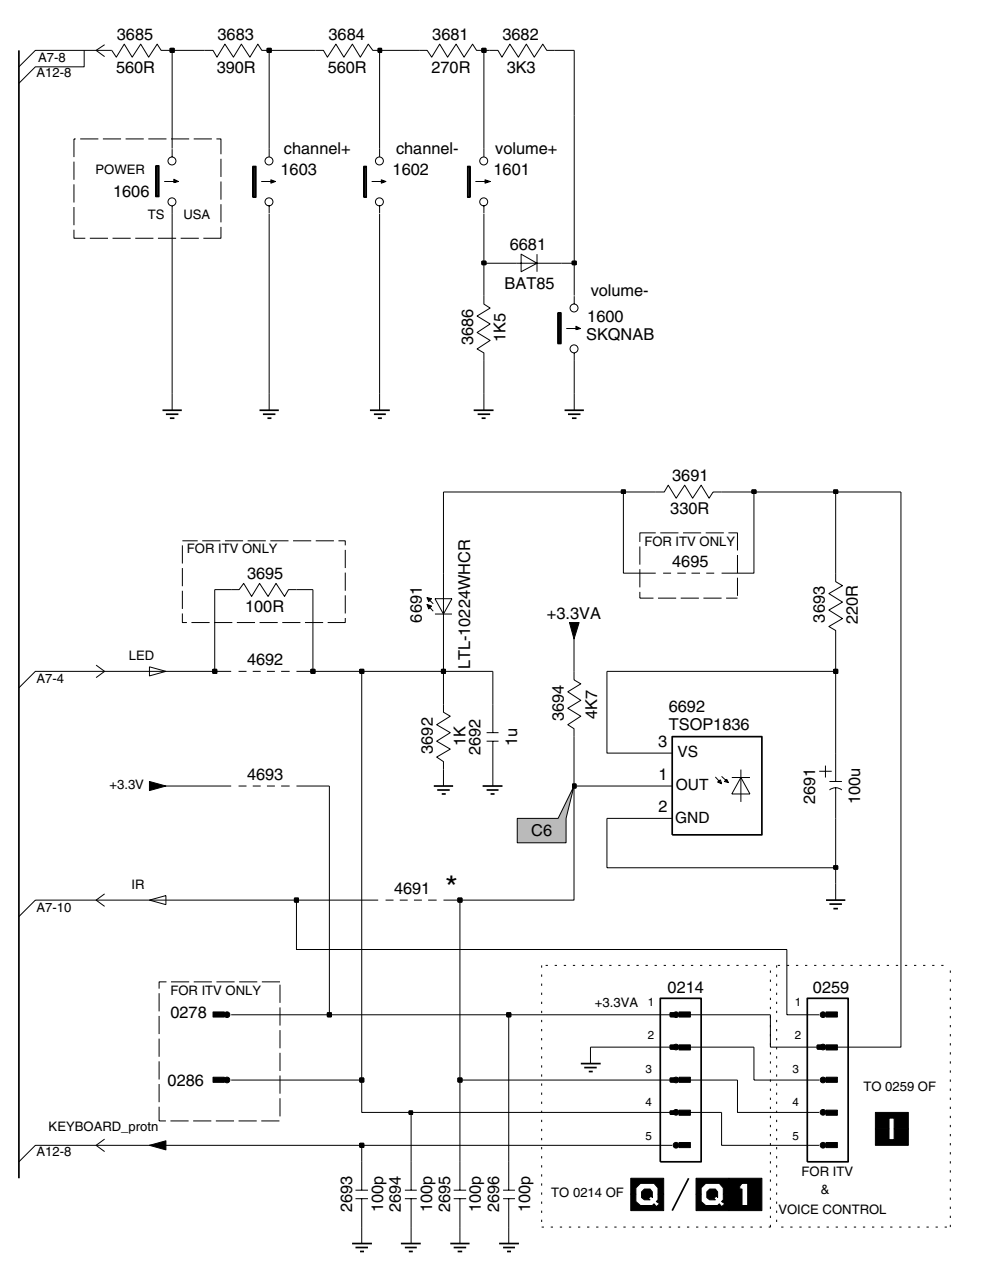 A7-8
A12-8
3685
560R
3683
390R
3684
560R
3681
270R
3682
3K3
POWER
1606
TS USA
channel+
1603
channel-
1602
volume+
1601
6681
BAT85
3686
1K5
volume-
1600
SKQNAB
3691
330R
FOR ITV ONLY
4695
FOR ITV ONLY
3695
100R
6691
LTL-10224WHCR
3693
220R
+3.3VA
LED
4692
A7-4
3694
4K7
6692
TSOP1836
3692
1K
2692
1u
3 VS
1 OUT
2 GND
2691
+
100u
+3.3V
4693
C6
IR
4691
*
A7-10
FOR ITV ONLY
0278
0286
+3.3VA
0214
1
2
3
4
5
0259
1
2
3
4
5
TO 0259 OF
I
KEYBOARD_protn
A12-8
2693
100p
2694
100p
2695
100p
2696
100p
TO 0214 OF Q / Q 1
FOR ITV
&
VOICE CONTROL